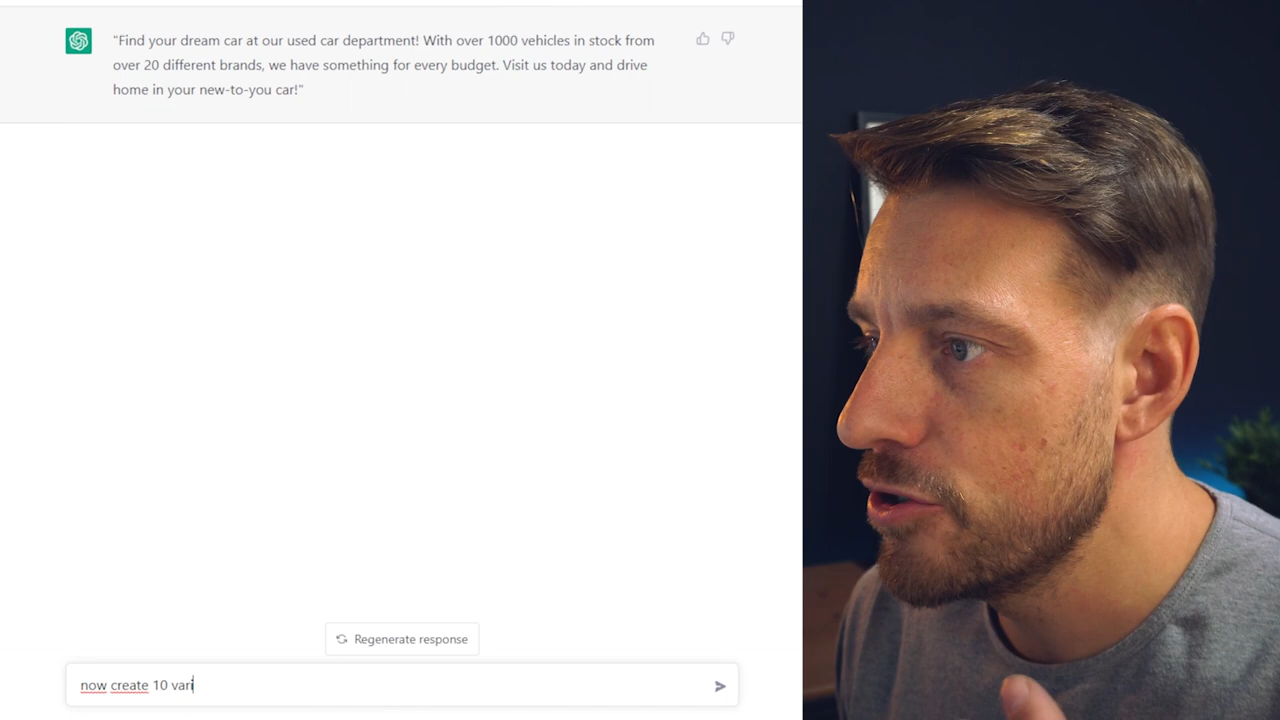 "Find your dream car at our used car department! With over 1000 vehicles in stock from
over 20 different brands, we have something for every budget. Visit us today and drive
home in your new-to-you car!"
Regenerate response
now create 10 vari